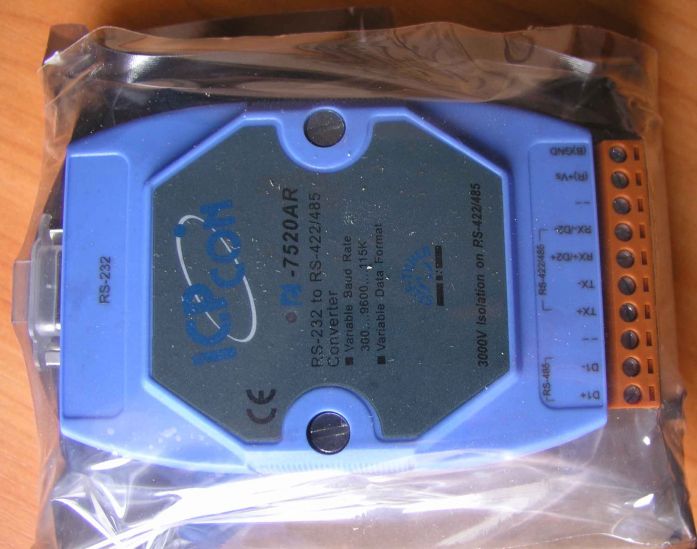 RS-232
ICP CON
-7520AR
RS-232 to RS-422/485
Converter
Variable Baud Rate
300...9600...115K
Variable Data Format
3000V Isolation on RS-422/485
CE
(B)GND
(R)+Vs
--
RX-/D2-
RX+/D2+
TX-
TX+
RS-422/485
--
D1-
D1+
RS-485